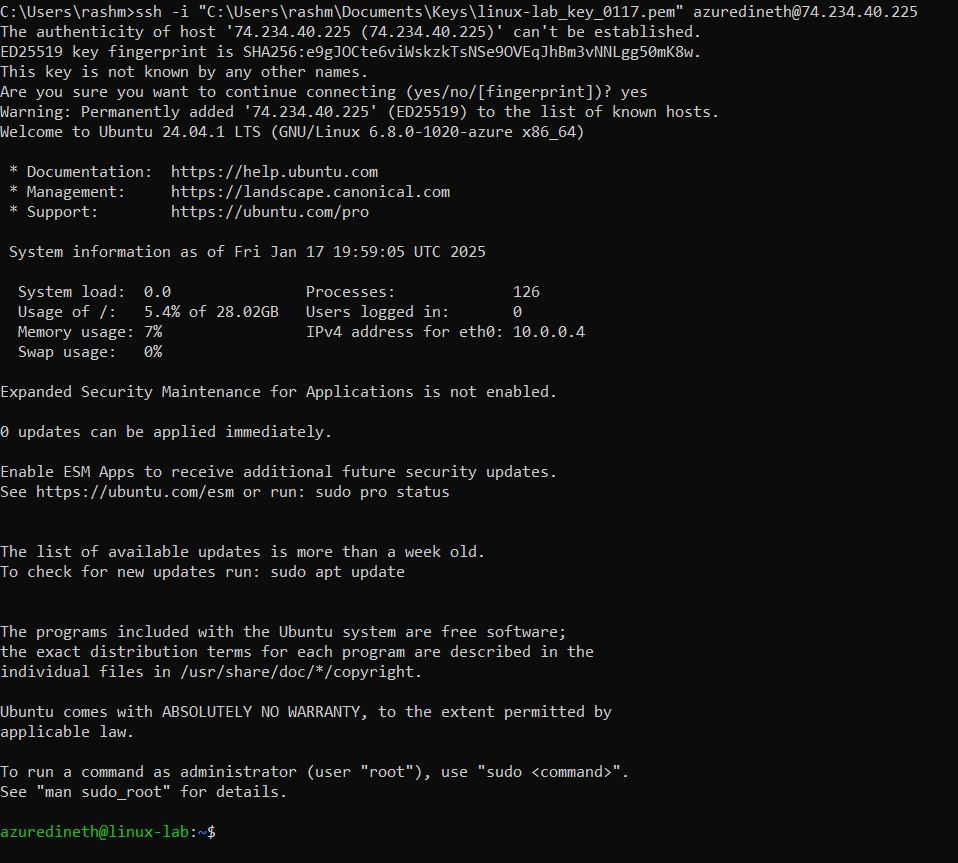 C:\Users\rashm>ssh -i "C:\Users\rashm\Documents\Keys\linux-lab_key_0117.pem" azuredineth@74.234.40.225
The authenticity of host '74.234.40.225 (74.234.40.225)' can't be established.
ED25519 key fingerprint is SHA256:e9gJOCte6viWskzkTsNSe9OVEqJhBm3vNNLgg50mK8w.
This key is not known by any other names.
Are you sure you want to continue connecting (yes/no/[fingerprint])? yes
Warning: Permanently added '74.234.40.225' (ED25519) to the list of known hosts.
Welcome to Ubuntu 24.04.1 LTS (GNU/Linux 6.8.0-1020-azure x86_64)

 * Documentation:  https://help.ubuntu.com
 * Management:     https://landscape.canonical.com
 * Support:        https://ubuntu.com/pro

 System information as of Fri Jan 17 19:59:05 UTC 2025

  System load:  0.0               Processes:             126
  Usage of /:   5.4% of 28.02GB   Users logged in:       0
  Memory usage: 7%                IPv4 address for eth0: 10.0.0.4
  Swap usage:   0%

Expanded Security Maintenance for Applications is not enabled.

0 updates can be applied immediately.

Enable ESM Apps to receive additional future security updates.
See https://ubuntu.com/esm or run: sudo pro status


The list of available updates is more than a week old.
To check for new updates run: sudo apt update


The programs included with the Ubuntu system are free software;
the exact distribution terms for each program are described in the
individual files in /usr/share/doc/*/copyright.

Ubuntu comes with ABSOLUTELY NO WARRANTY, to the extent permitted by
applicable law.

To run a command as administrator (user "root"), use "sudo <command>".
See "man sudo_root" for details.

azuredineth@linux-lab:~$